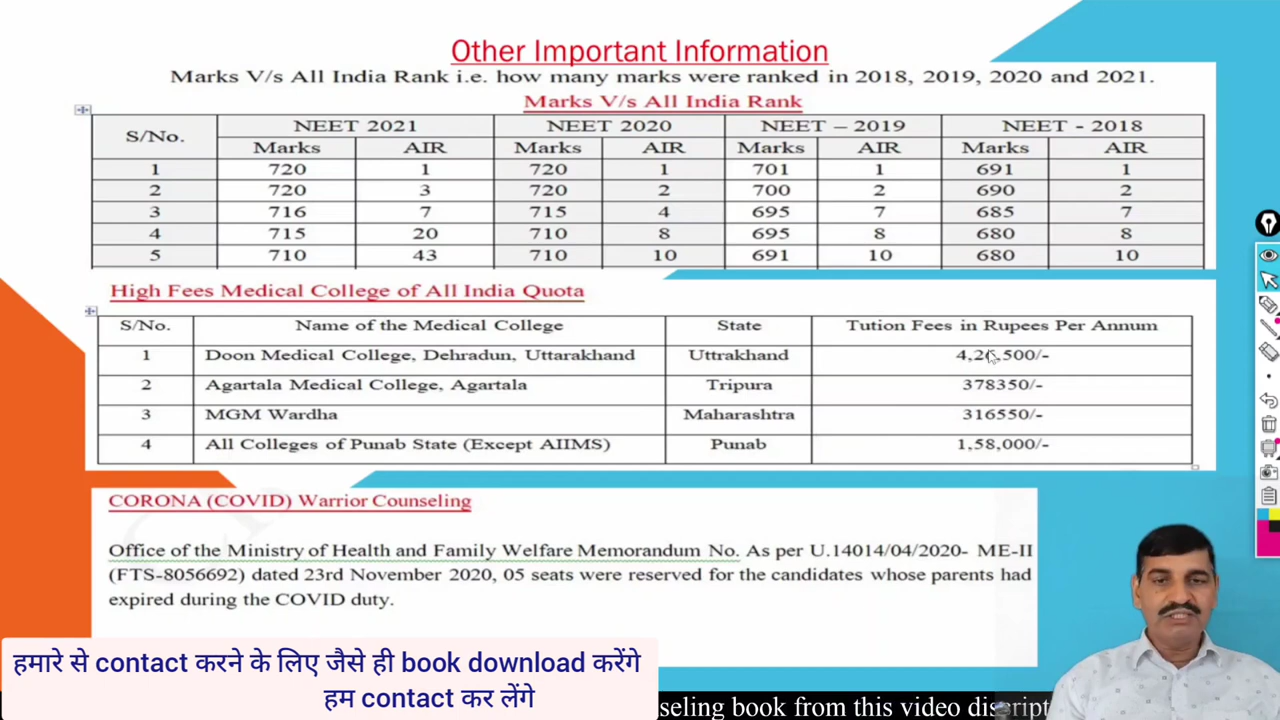 Other Important Information
Marks V/s All India Rank i.e. how many marks were ranked in 2018, 2019, 2020 and 2021.
Marks V/s All India Rank
S/No. NEET 2021 NEET 2020 NEET – 2019 NEET - 2018
Marks AIR Marks AIR Marks AIR Marks AIR
1 720 1 720 1 701 1 691 1
2 720 3 720 2 700 2 690 2
3 716 7 715 4 695 7 685 7
4 715 20 710 8 695 8 680 8
5 710 43 710 10 691 10 680 10
High Fees Medical College of All India Quota
S/No. Name of the Medical College State Tution Fees in Rupees Per Annum
1 Doon Medical College, Dehradun, Uttarakhand Uttrakhand
2 Agartala Medical College, Agartala Tripura 378350/-
3 MGM Wardha Maharashtra 316550/-
4 All Colleges of Punab State (Except AIIMS) Punab 1,58,000/-
CORONA (COVID) Warrior Counseling
Office of the Ministry of Health and Family Welfare Memorandum No. As per U.14014/04/2020- ME-II
(FTS-8056692) dated 23rd November 2020, 05 seats were reserved for the candidates whose parents had
expired during the COVID duty.
हमारे से contact करने के लिए जैसे ही book download करेंगे
हम contact कर लेंगे
seling book from this video discript